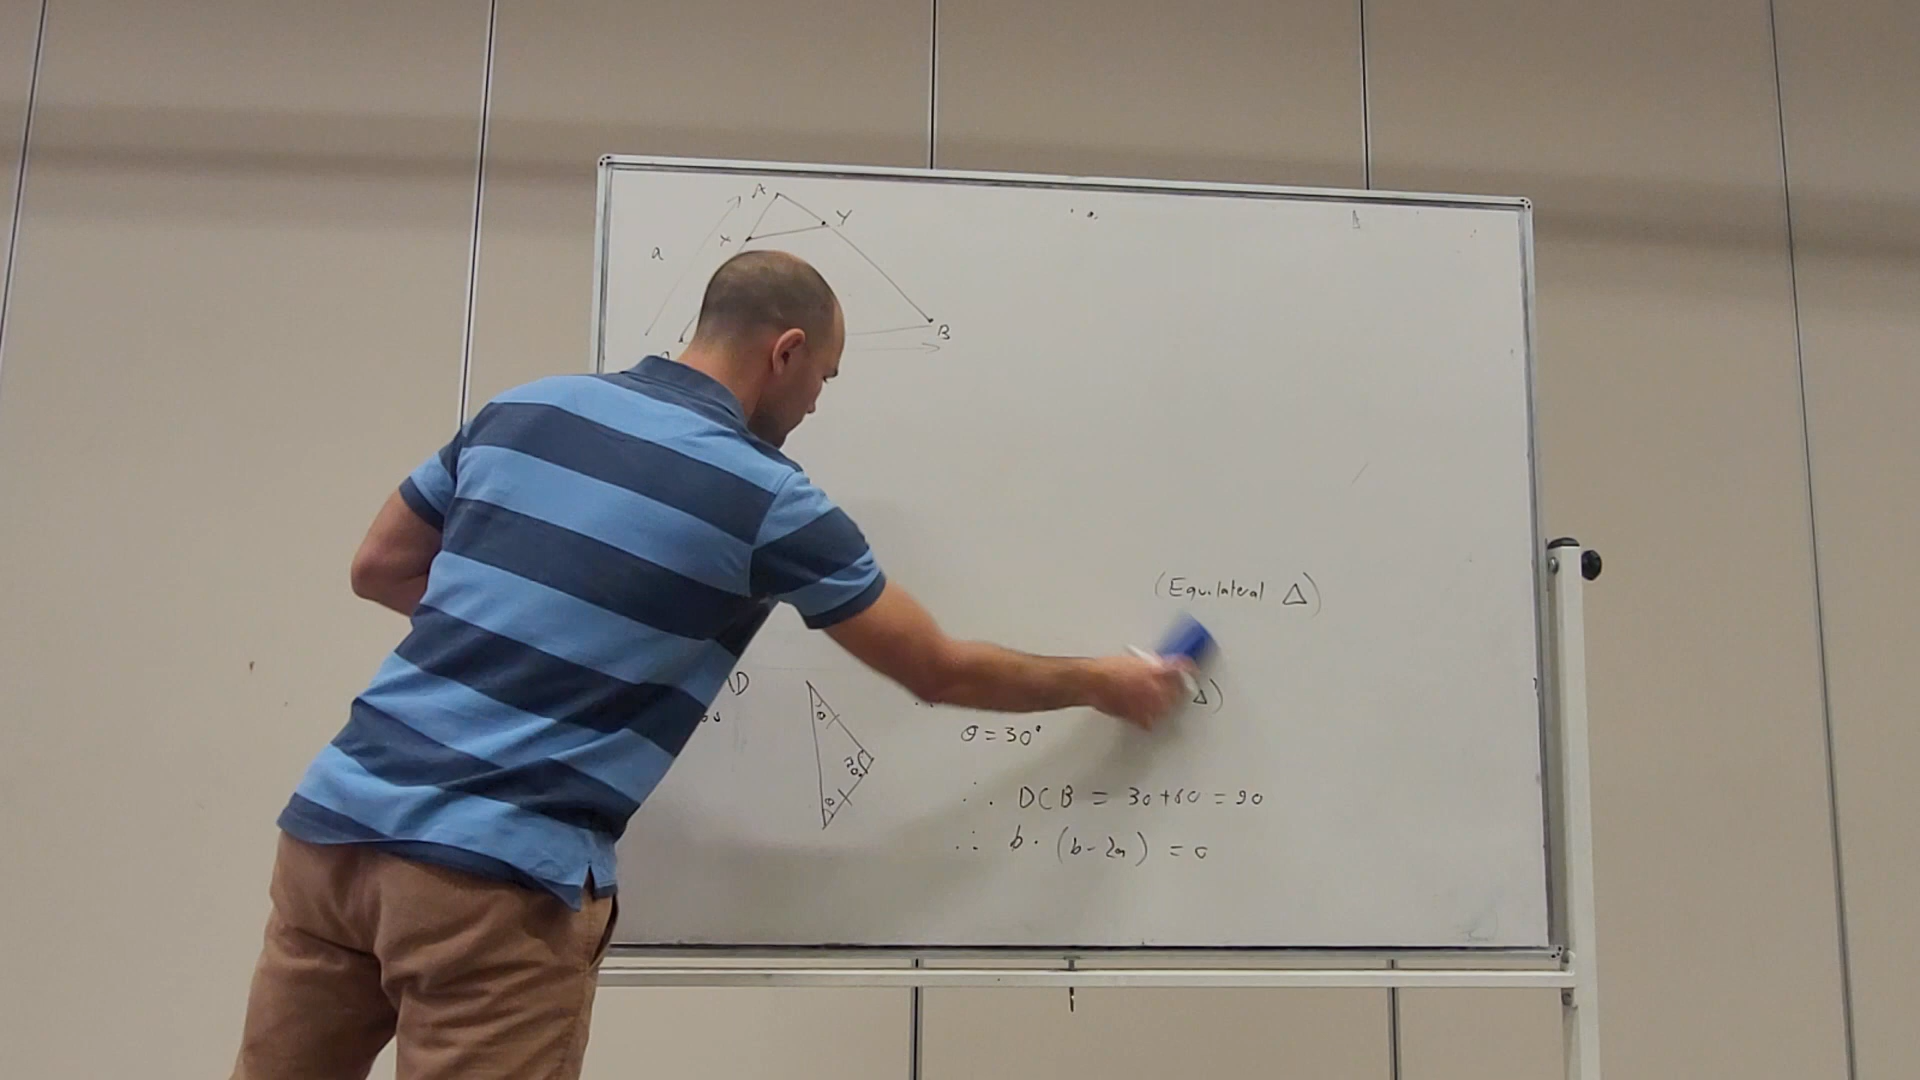 A
Y
X
a
B
(Equilateral Δ)
D
Δ)
θ
θ = 30°
θ
∴ DCB = 30+60 = 90
∴ b · (b - 2a) = 0